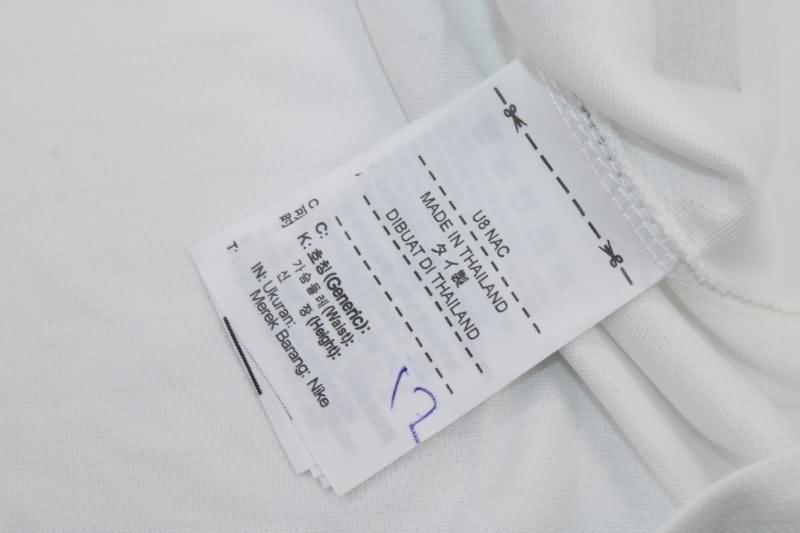 U8 NAC
MADE IN THAILAND
タイ製
DIBUAT DI THAILAND
C:
K: 호칭(Generic):
가슴둘레(Waist):
신 장 (Height):
IN: Ukuran:
Merek Barang: Nike
T: